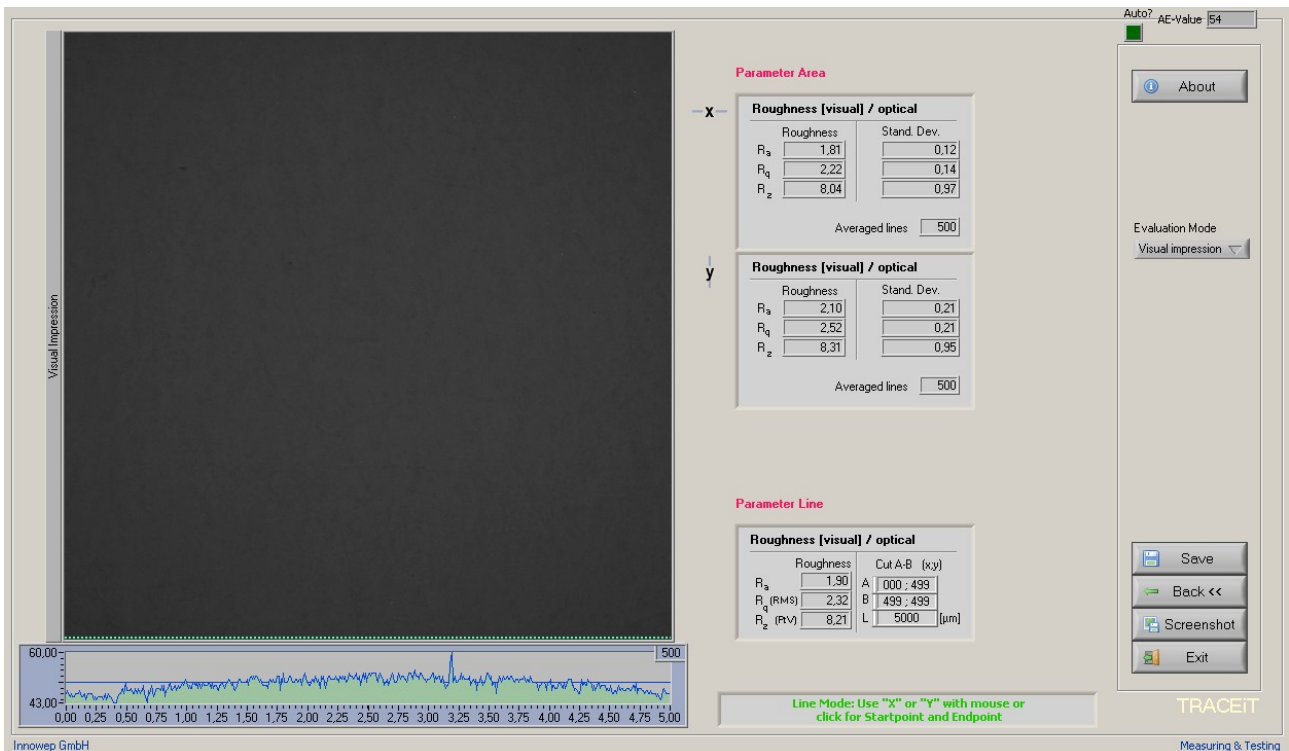 Auto? AE-Value 54
Visual Impression
Parameter Area
x
Roughness [visual] / optical
Roughness Stand. Dev.
Ra 1,81 0,12
Rq 2,22 0,14
Rz 8,04 0,97
Averaged lines 500
y
Roughness [visual] / optical
Roughness Stand. Dev.
Ra 2,10 0,21
Rq 2,52 0,21
Rz 8,31 0,95
Averaged lines 500
About
Evaluation Mode
Visual impression
Parameter Line
Roughness [visual] / optical
Roughness Cut A-B (x;y)
Ra 1,90 A 000 ; 499
Rq (RMS) 2,32 B 499 ; 499
Rz (PtV) 8,21 L 5000 [µm]
Save
Back <<
Screenshot
Exit
60,00
500
43,00
0,00 0,25 0,50 0,75 1,00 1,25 1,50 1,75 2,00 2,25 2,50 2,75 3,00 3,25 3,50 3,75 4,00 4,25 4,50 4,75 5,00
Line Mode: Use "X" or "Y" with mouse or
click for Startpoint and Endpoint
TRACEiT
Innowep GmbH
Measuring & Testing